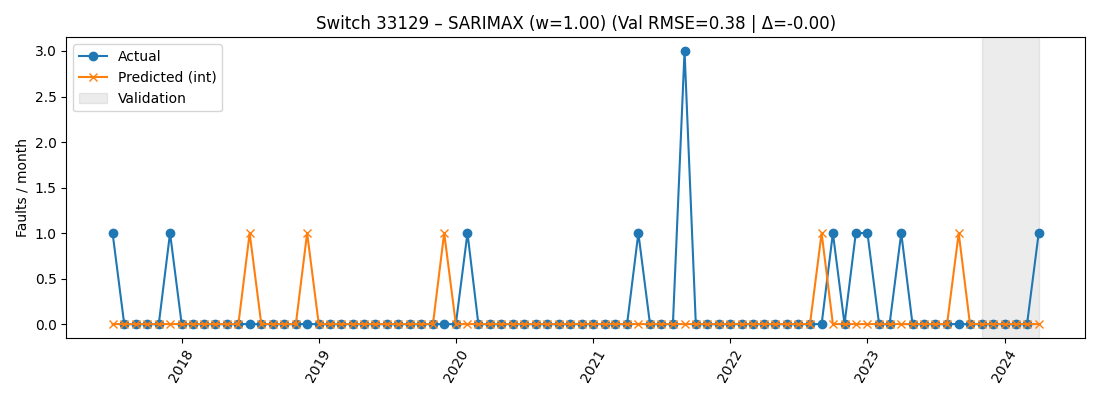 Switch 33129 – SARIMAX (w=1.00) (Val RMSE=0.38 | Δ=-0.00)
Actual
Predicted (int)
Validation
Faults / month
3.0
2.5
2.0
1.5
1.0
0.5
0.0
2018
2019
2020
2021
2022
2023
2024